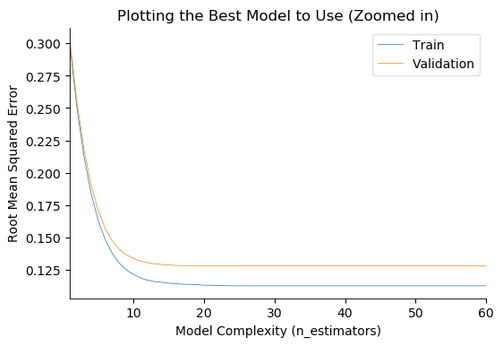 Plotting the Best Model to Use (Zoomed in)
Train
Validation
Root Mean Squared Error
0.300
0.275
0.250
0.225
0.200
0.175
0.150
0.125
10 20 30 40 50 60
Model Complexity (n_estimators)